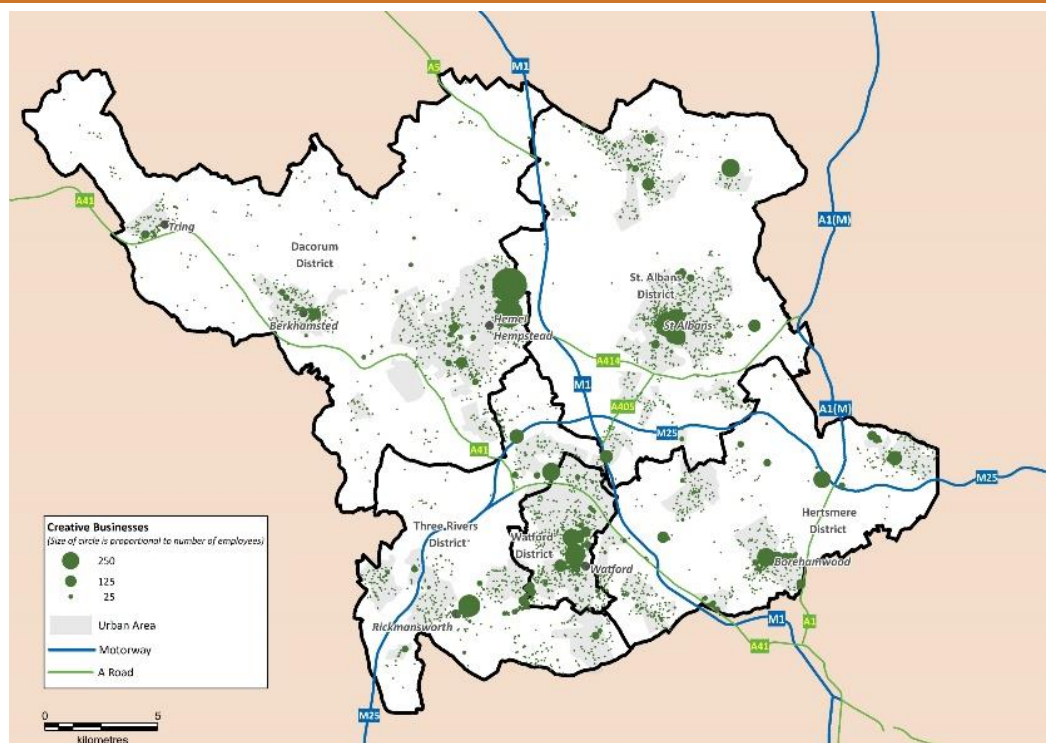 A5
M1
A41
Tring
Dacorum
District
Berkhamsted
Hemel
Hempstead
St. Albans
District
St Albans
A1(M)
A414
M1
A405
A1(M)
M25
A41
M25
Three Rivers
District
Watford
District
Watford
Hertsmere
District
Borehamwood
Rickmansworth
M25
M1
A41
A1
Creative Businesses
(Size of circle is proportional to number of employees)
250
125
25
Urban Area
Motorway
A Road
0 5
kilometres